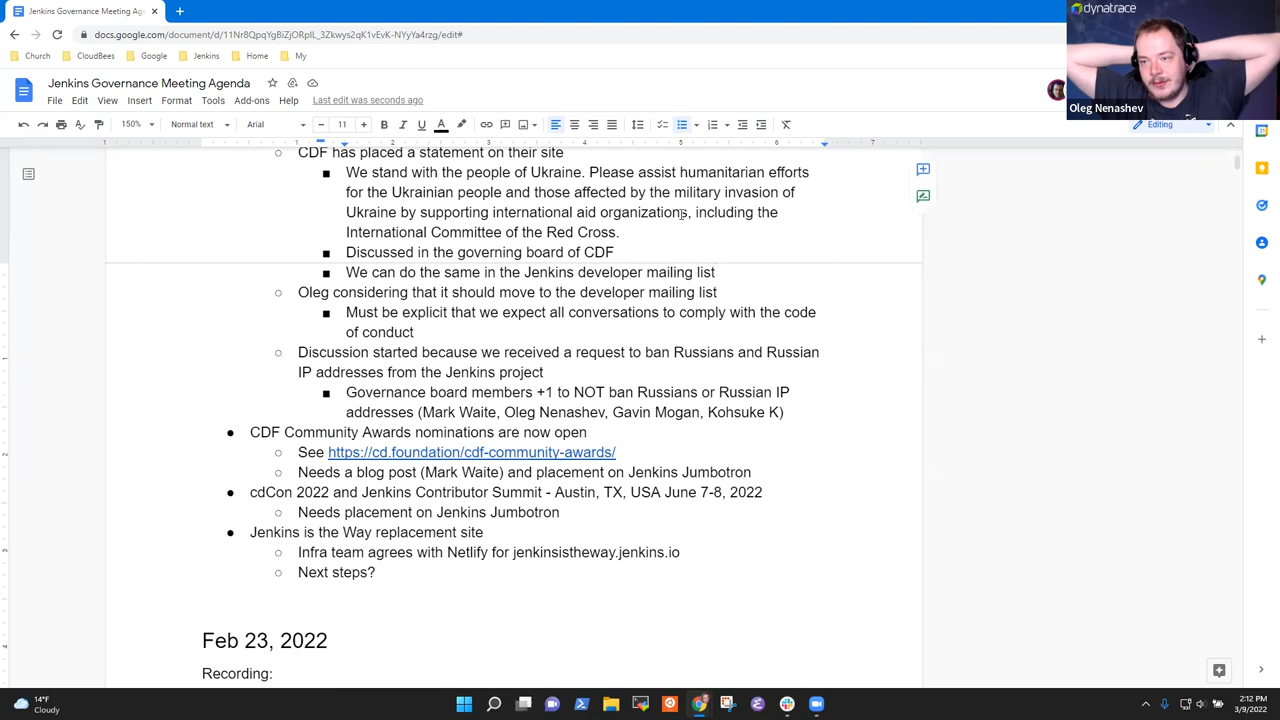 Jenkins Governance Meeting Ag
dynatrace
docs.google.com/document/d/11Nr8QpqYgBiZjORpIL_3Zkwys2qK1vEvK-NYyYa4rzg/edit#
Church
CloudBees
Google
Jenkins
Home
My
Jenkins Governance Meeting Agenda
File Edit View Insert Format Tools Add-ons Help Last edit was seconds ago
Oleg Nenashev
150% Normal text Arial 11 B I U A Editing
1 1 2 3 4 5 6 7
CDF has placed a statement on their site
We stand with the people of Ukraine. Please assist humanitarian efforts
for the Ukrainian people and those affected by the military invasion of
Ukraine by supporting international aid organizations, including the
International Committee of the Red Cross.
Discussed in the governing board of CDF
We can do the same in the Jenkins developer mailing list
Oleg considering that it should move to the developer mailing list
Must be explicit that we expect all conversations to comply with the code
of conduct
Discussion started because we received a request to ban Russians and Russian
IP addresses from the Jenkins project
Governance board members +1 to NOT ban Russians or Russian IP
addresses (Mark Waite, Oleg Nenashev, Gavin Mogan, Kohsuke K)
CDF Community Awards nominations are now open
See https://cd.foundation/cdf-community-awards/
Needs a blog post (Mark Waite) and placement on Jenkins Jumbotron
cdCon 2022 and Jenkins Contributor Summit - Austin, TX, USA June 7-8, 2022
Needs placement on Jenkins Jumbotron
Jenkins is the Way replacement site
Infra team agrees with Netlify for jenkinsistheway.jenkins.io
Next steps?
Feb 23, 2022
Recording:
14°F
Cloudy
2:12 PM
3/9/2022